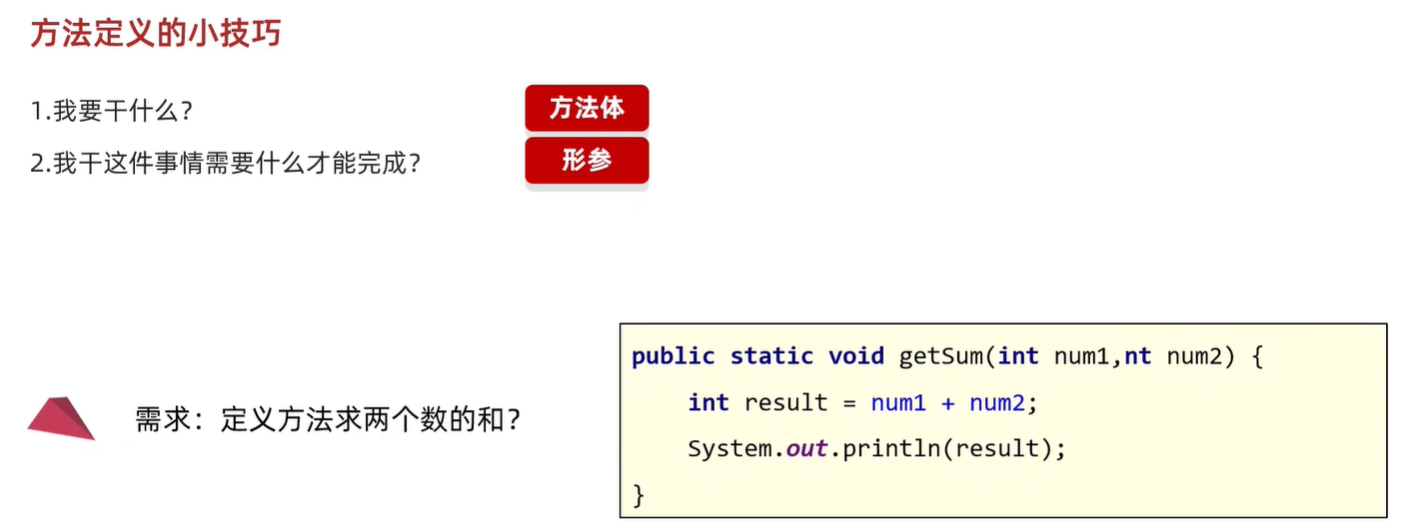 方法定义的小技巧
1.我要干什么?
方法体
2.我干这件事情需要什么才能完成?
形参
需求：定义方法求两个数的和?
public static void getSum(int num1,nt num2) {
    int result = num1 + num2;
    System.out.println(result);
}